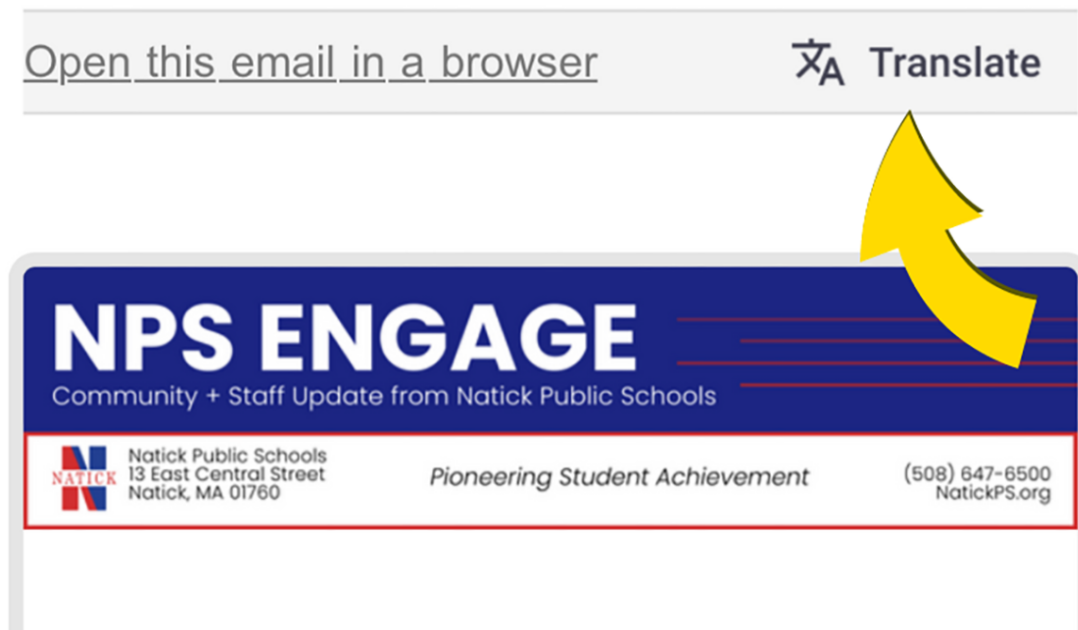 Open this email in a browser
Translate
NPS ENGAGE
Community + Staff Update from Natick Public Schools
NATICK
Natick Public Schools
13 East Central Street
Natick, MA 01760
Pioneering Student Achievement
(508) 647-6500
NatickPS.org